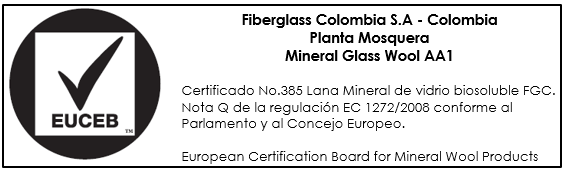 EUCEB
TM
Fiberglass Colombia S.A - Colombia
Planta Mosquera
Mineral Glass Wool AA1
Certificado No.385 Lana Mineral de vidrio biosoluble FGC.
Nota Q de la regulación EC 1272/2008 conforme al
Parlamento y al Concejo Europeo.
European Certification Board for Mineral Wool Products